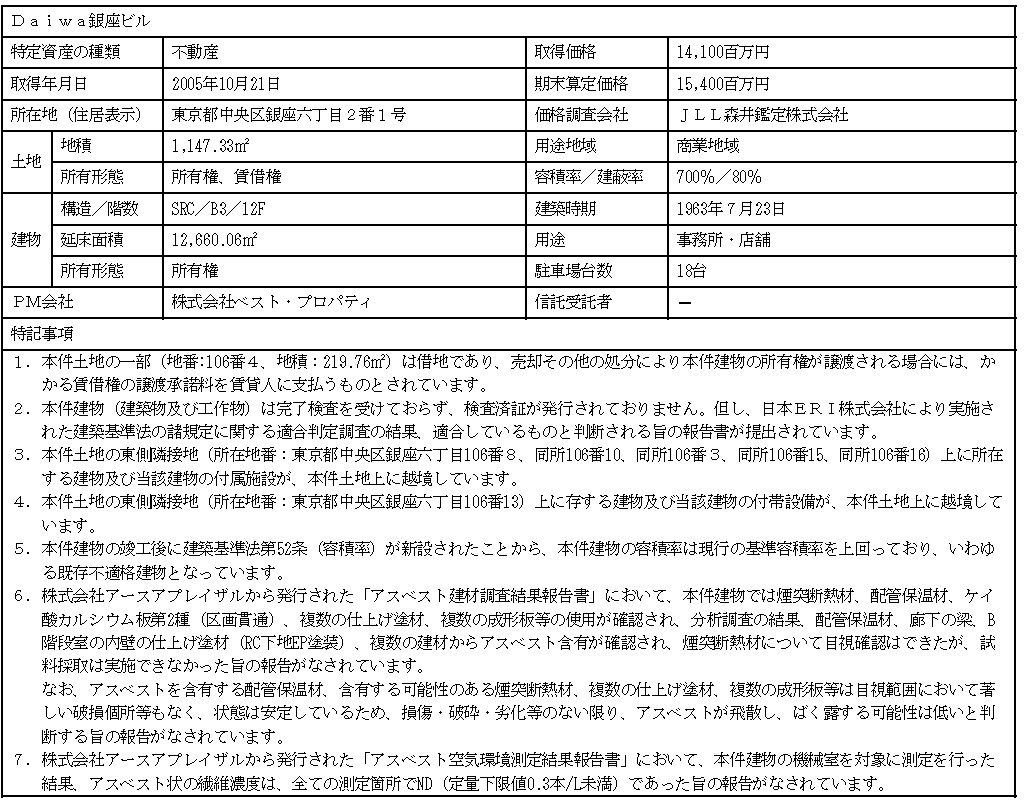 Ｄａｉｗａ銀座ビル
特定資産の種類 不動産 取得価格 14,100百万円
取得年月日 2005年10月21日 期末算定価格 15,400百万円
所在地（住居表示） 東京都中央区銀座六丁目２番１号 価格調査会社 ＪＬＬ森井鑑定株式会社
土地 地積 1,147.33㎡ 用途地域 商業地域
所有形態 所有権、賃借権 容積率／建蔽率 700％／80％
建物 構造／階数 SRC／B3／12F 建築時期 1963年７月23日
延床面積 12,660.06㎡ 用途 事務所・店舗
所有形態 所有権 駐車場台数 18台
ＰＭ会社 株式会社ベスト・プロパティ 信託受託者 －
特記事項
１．本件土地の一部（地番:106番４、地積：219.76㎡）は借地であり、売却その他の処分により本件建物の所有権が譲渡される場合には、か
かる賃借権の譲渡承諾料を賃貸人に支払うものとされています。
２．本件建物（建築物及び工作物）は完了検査を受けておらず、検査済証が発行されておりません。但し、日本ＥＲＩ株式会社により実施さ
れた建築基準法の諸規定に関する適合判定調査の結果、適合しているものと判断される旨の報告書が提出されています。
３．本件土地の東側隣接地（所在地番：東京都中央区銀座六丁目106番８、同所106番10、同所106番３、同所106番15、同所106番16）上に所在
する建物及び当該建物の付属施設が、本件土地上に越境しています。
４．本件土地の東側隣接地（所在地番：東京都中央区銀座六丁目106番13）上に存する建物及び当該建物の付帯設備が、本件土地上に越境して
います。
５．本件建物の竣工後に建築基準法第52条（容積率）が新設されたことから、本件建物の容積率は現行の基準容積率を上回っており、いわゆ
る既存不適格建物となっています。
６．株式会社アースアプレイザルから発行された「アスベスト建材調査結果報告書」において、本件建物では煙突断熱材、配管保温材、ケイ
酸カルシウム板第2種（区画貫通）、複数の仕上げ塗材、複数の成形板等の使用が確認され、分析調査の結果、配管保温材、廊下の梁、B
階段室の内壁の仕上げ塗材（RC下地EP塗装）、複数の建材からアスベスト含有が確認され、煙突断熱材について目視確認はできたが、試
料採取は実施できなかった旨の報告がなされています。
なお、アスベストを含有する配管保温材、含有する可能性のある煙突断熱材、複数の仕上げ塗材、複数の成形板等は目視範囲において著
しい破損個所等もなく、状態は安定しているため、損傷・破砕・劣化等のない限り、アスベストが飛散し、ばく露する可能性は低いと判
断する旨の報告がなされています。
７．株式会社アースアプレイザルから発行された「アスベスト空気環境測定結果報告書」において、本件建物の機械室を対象に測定を行った
結果、アスベスト状の繊維濃度は、全ての測定箇所でND（定量下限値0.3本/L未満）であった旨の報告がなされています。